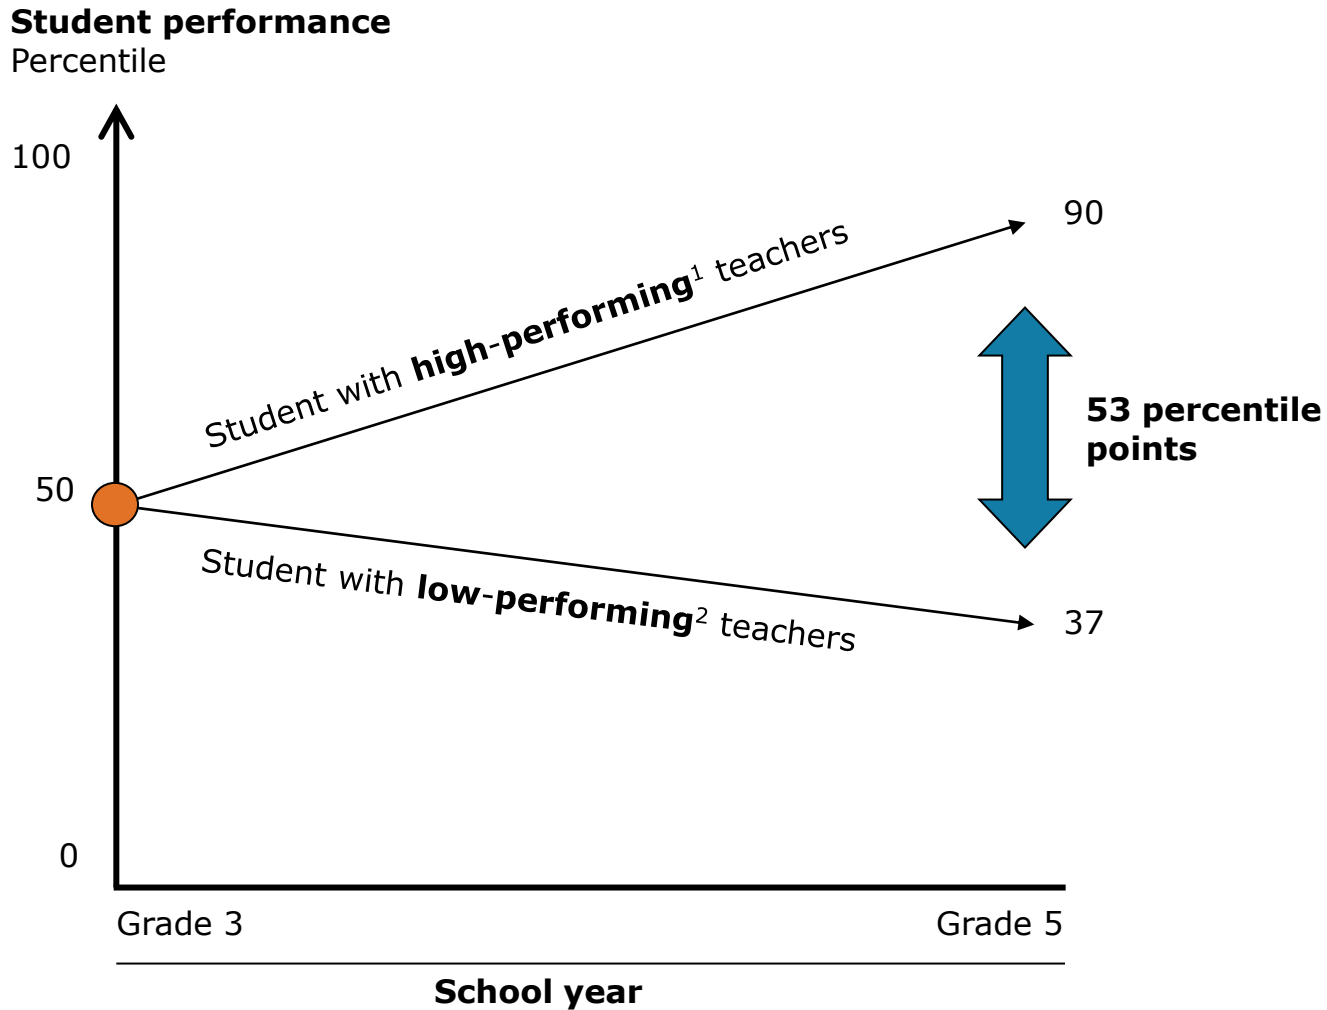 Student performance
Percentile
100
90
Student with high-performing¹ teachers
53 percentile
points
50
Student with low-performing² teachers
37
0
Grade 3
Grade 5
School year